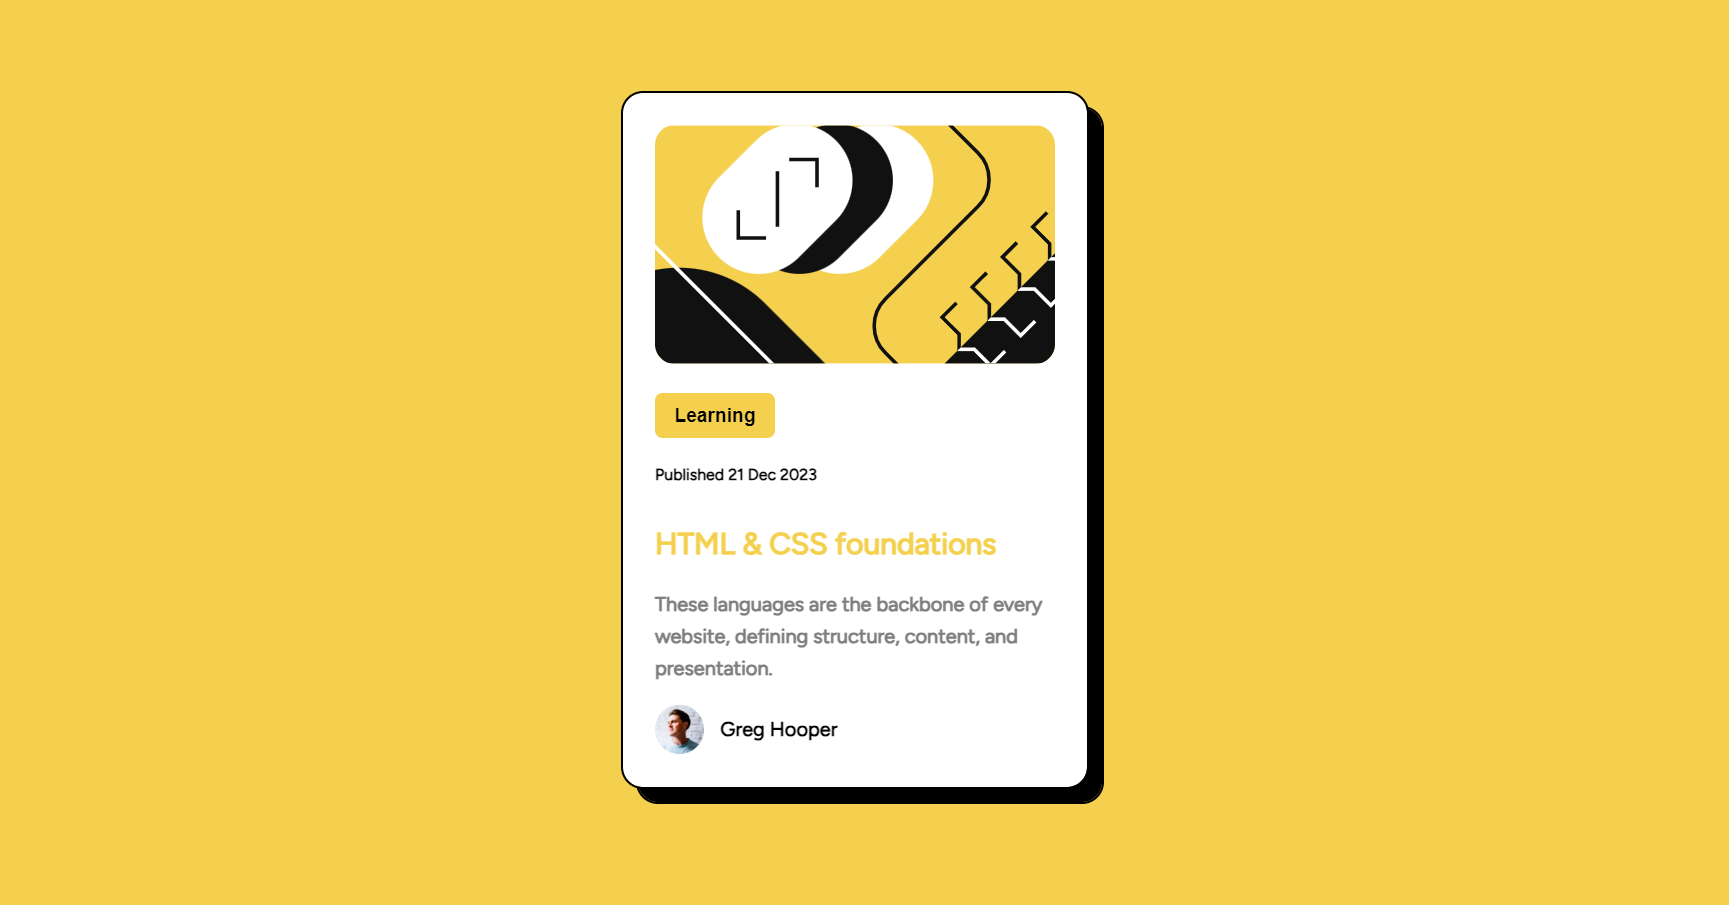 Learning
Published 21 Dec 2023
HTML & CSS foundations
These languages are the backbone of every
website, defining structure, content, and
presentation.
Greg Hooper